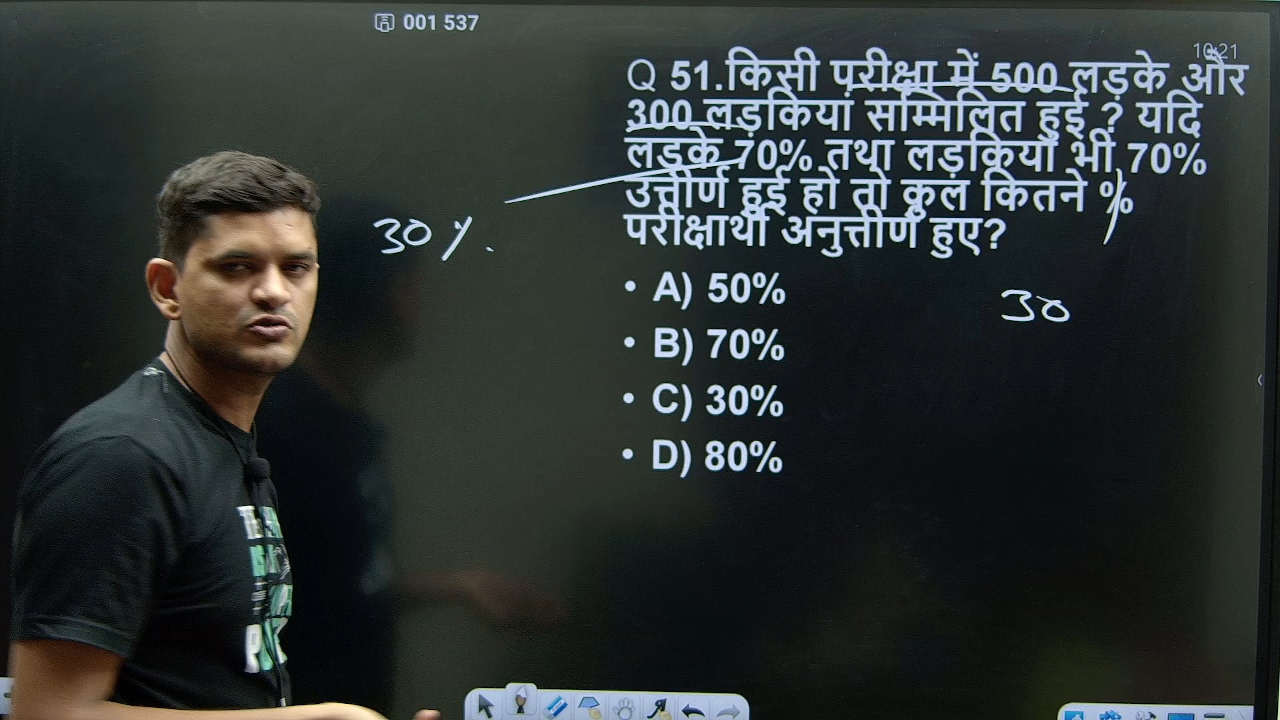 001 537
10:21
Q 51.किसी परीक्षा में 500 लड़के और
300 लड़कियां सम्मिलित हुई ? यदि
लड़के 70% तथा लड़कियों भी 70%
उत्तीर्ण हुई हो तो कुल कितने %
परीक्षार्थी अनुत्तीर्ण हुए?
30 %.
• A) 50%
30
• B) 70%
• C) 30%
• D) 80%